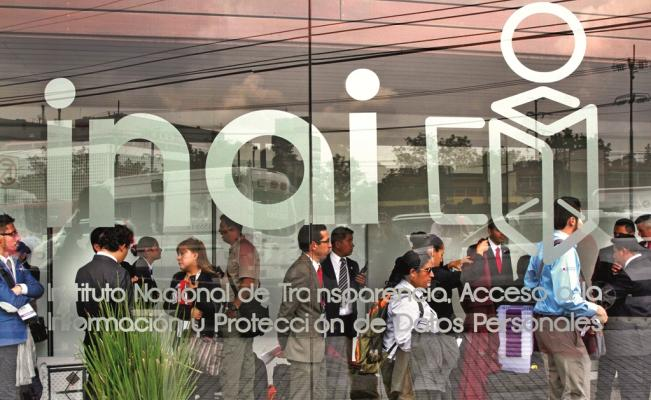 inai
Instituto Nacional de Transparencia, Acceso a la
Información y Protección de Datos Personales